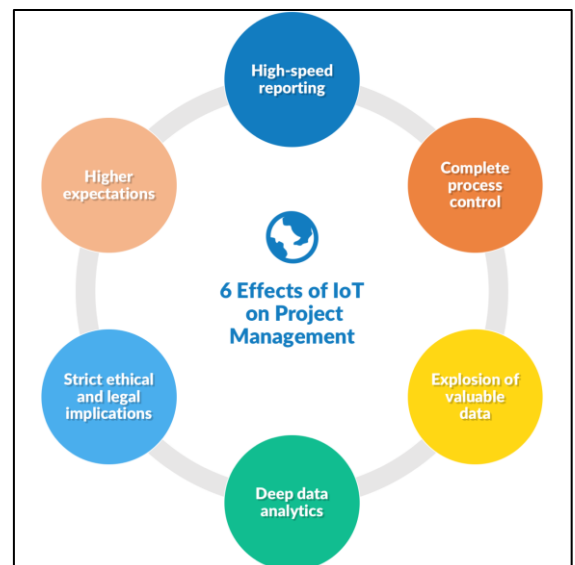 High-speed
reporting
Complete
process
control
Explosion of
valuable
data
Deep data
analytics
Strict ethical
and legal
implications
Higher
expectations
6 Effects of IoT
on Project
Management